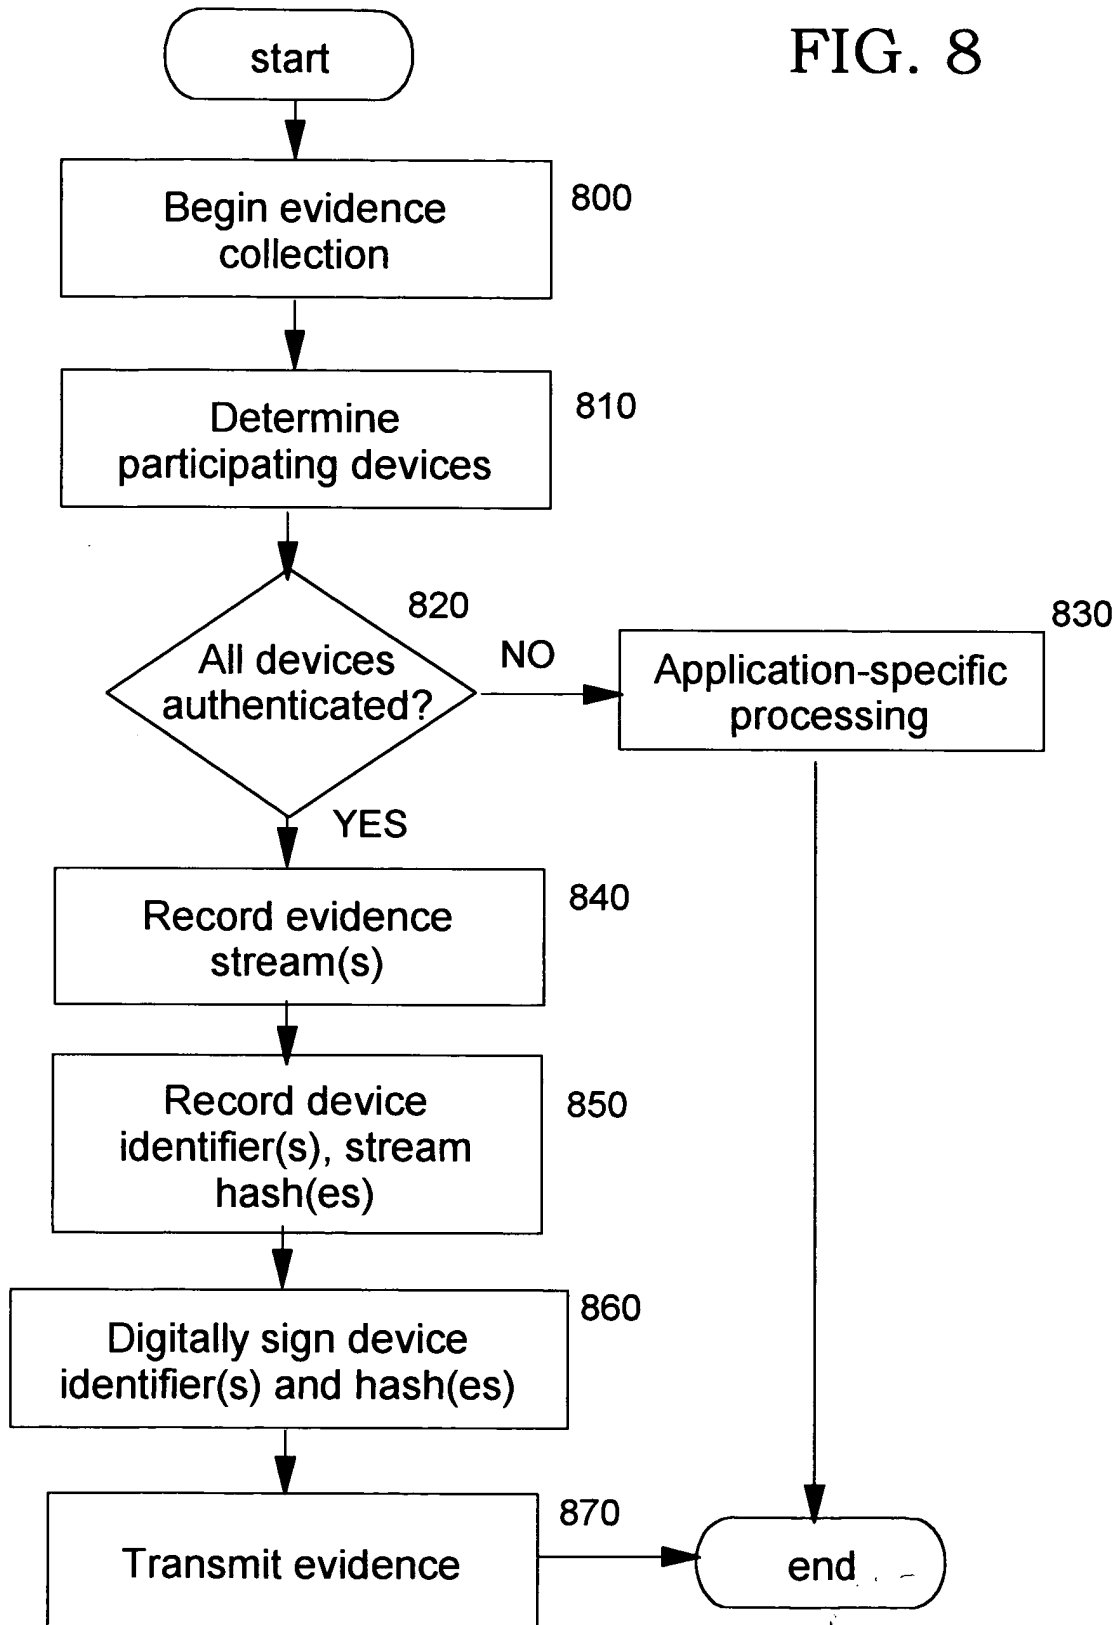 FIG. 8
start
Begin evidence
collection
800
Determine
participating devices
810
All devices
authenticated?
820
NO
Application-specific
processing
830
YES
Record evidence
stream(s)
840
Record device
identifier(s), stream
hash(es)
850
Digitally sign device
identifier(s) and hash(es)
860
Transmit evidence
870
end